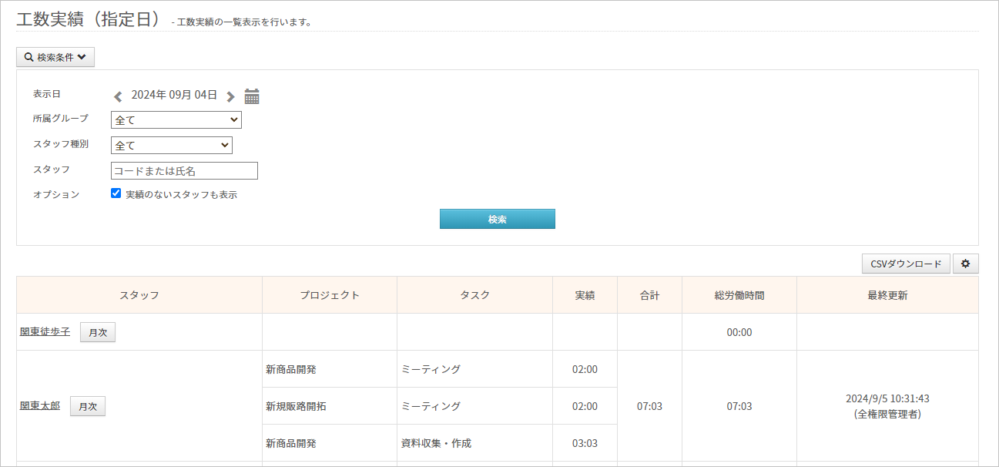 工数実績（指定日） - 工数実績の一覧表示を行います。
検索条件
表示日 2024年 09月 04日
所属グループ 全て
スタッフ種別 全て
スタッフ コードまたは氏名
オプション 実績のないスタッフも表示
検索
CSVダウンロード
スタッフ プロジェクト タスク 実績 合計 総労働時間 最終更新
関東徒歩子 月次 00:00
新商品開発 ミーティング 02:00
関東太郎 月次 新規販路開拓 ミーティング 02:00 07:03 07:03 2024/9/5 10:31:43
(全権限管理者)
新商品開発 資料収集・作成 03:03